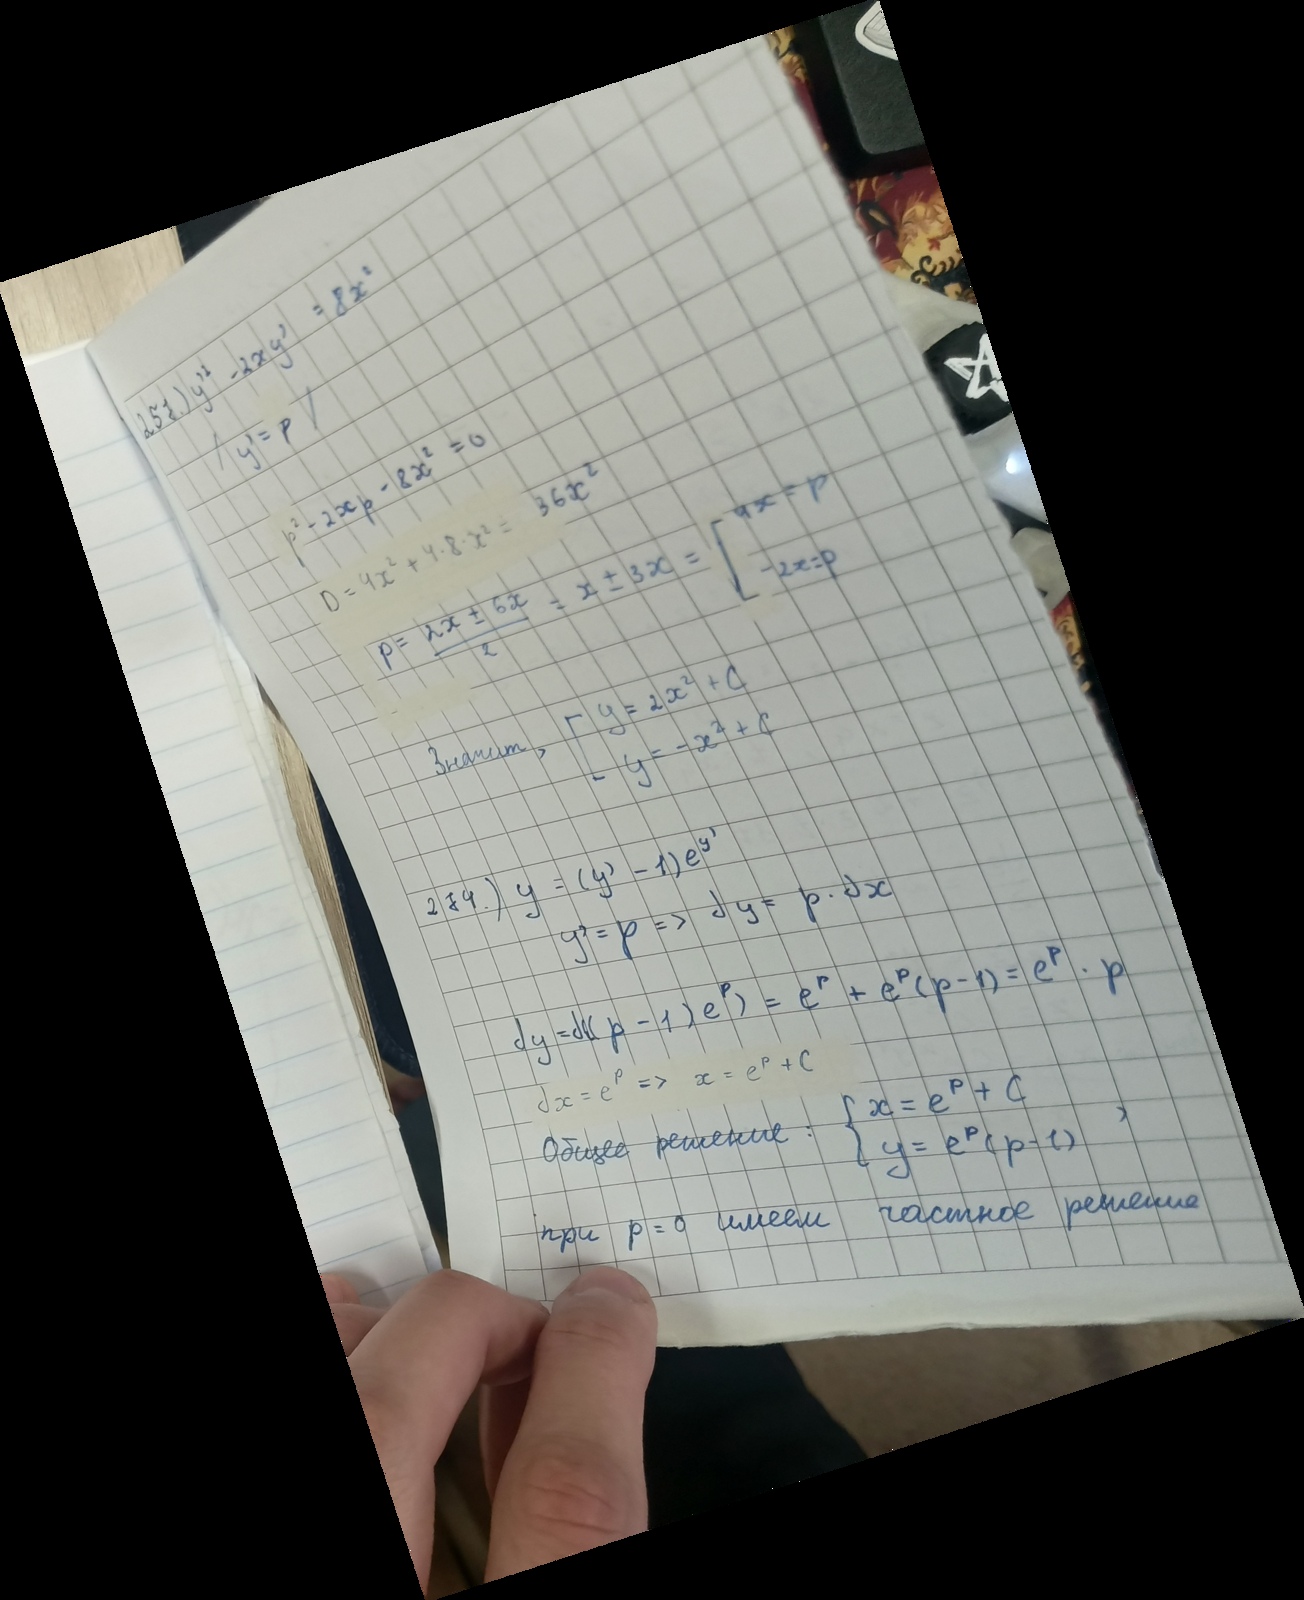 257.) y'² - 2xy' = 8x²
/ y' = p /
p² - 2xp - 8x² = 0
D = 4x² + 4·8·x² = 36x²
p = (2x ± 6x)/2 = x ± 3x = [ 4x = p
-2x = p
Значит, [ y = 2x² + C
y = -x² + C
274.) y = (y' - 1)e^y'
y' = p => dy = p·dx
dy = d((p - 1)e^p) = e^p + e^p(p - 1) = e^p · p
dx = e^p => x = e^p + C
Общее решение: { x = e^p + C
y = e^p(p - 1) ,
при p = 0 имеем частное решение